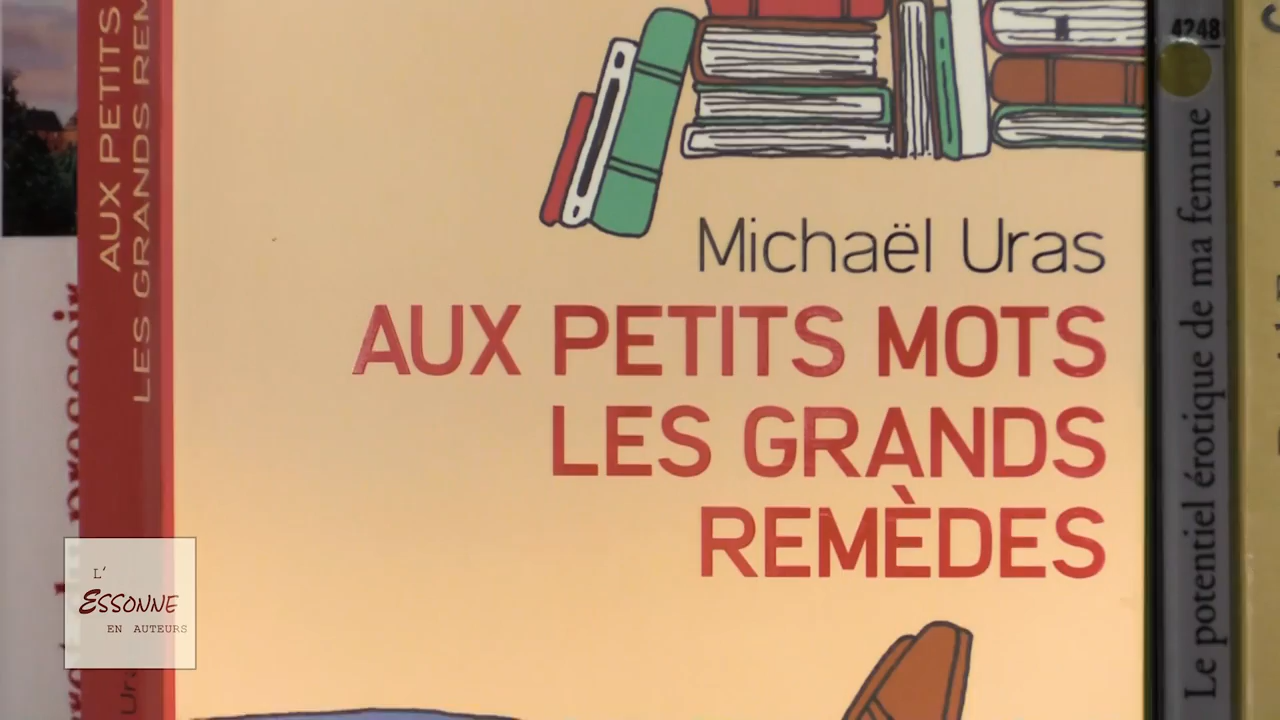 Michaël Uras
AUX PETITS MOTS
LES GRANDS
REMÈDES
AUX PETITS
LES GRANDS REM
4248
Le potentiel érotique de ma femme
L'
ESSONNE
EN AUTEURS